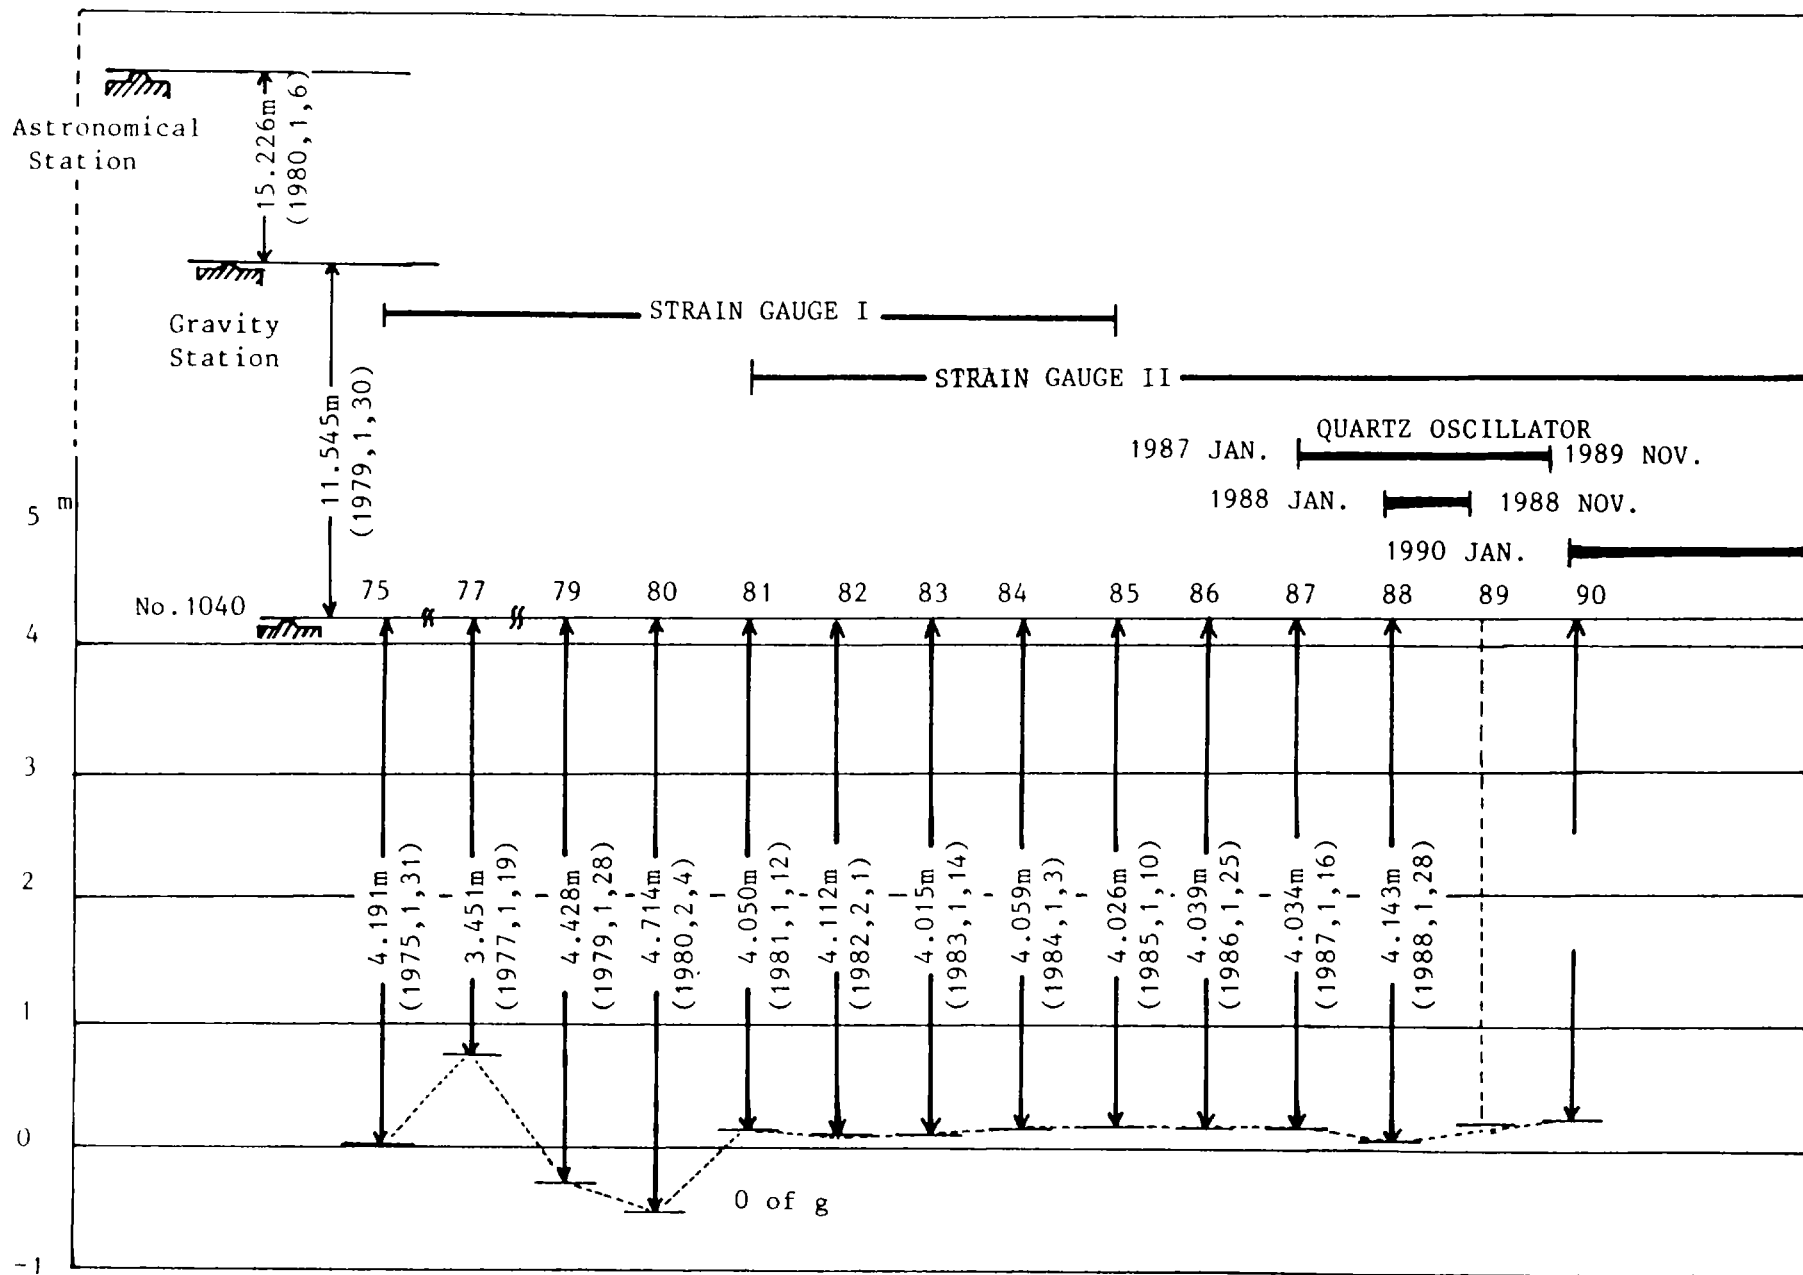 Astronomical
Station
15.226m
(1980,1,6)
Gravity
Station
11.545m
(1979,1,30)
STRAIN GAUGE I
STRAIN GAUGE II
QUARTZ OSCILLATOR
1987 JAN.
1989 NOV.
1988 JAN.
1988 NOV.
1990 JAN.
5 m
No.1040
75 77 79 80 81 82 83 84 85 86 87 88 89 90
4
3
2
1
0
-1
4.191m
(1975,1,31)
3.451m
(1977,1,19)
4.428m
(1979,1,28)
4.714m
(1980,2,4)
4.050m
(1981,1,12)
4.112m
(1982,2,1)
4.015m
(1983,1,14)
4.059m
(1984,1,3)
4.026m
(1985,1,10)
4.039m
(1986,1,25)
4.034m
(1987,1,16)
4.143m
(1988,1,28)
0 of g